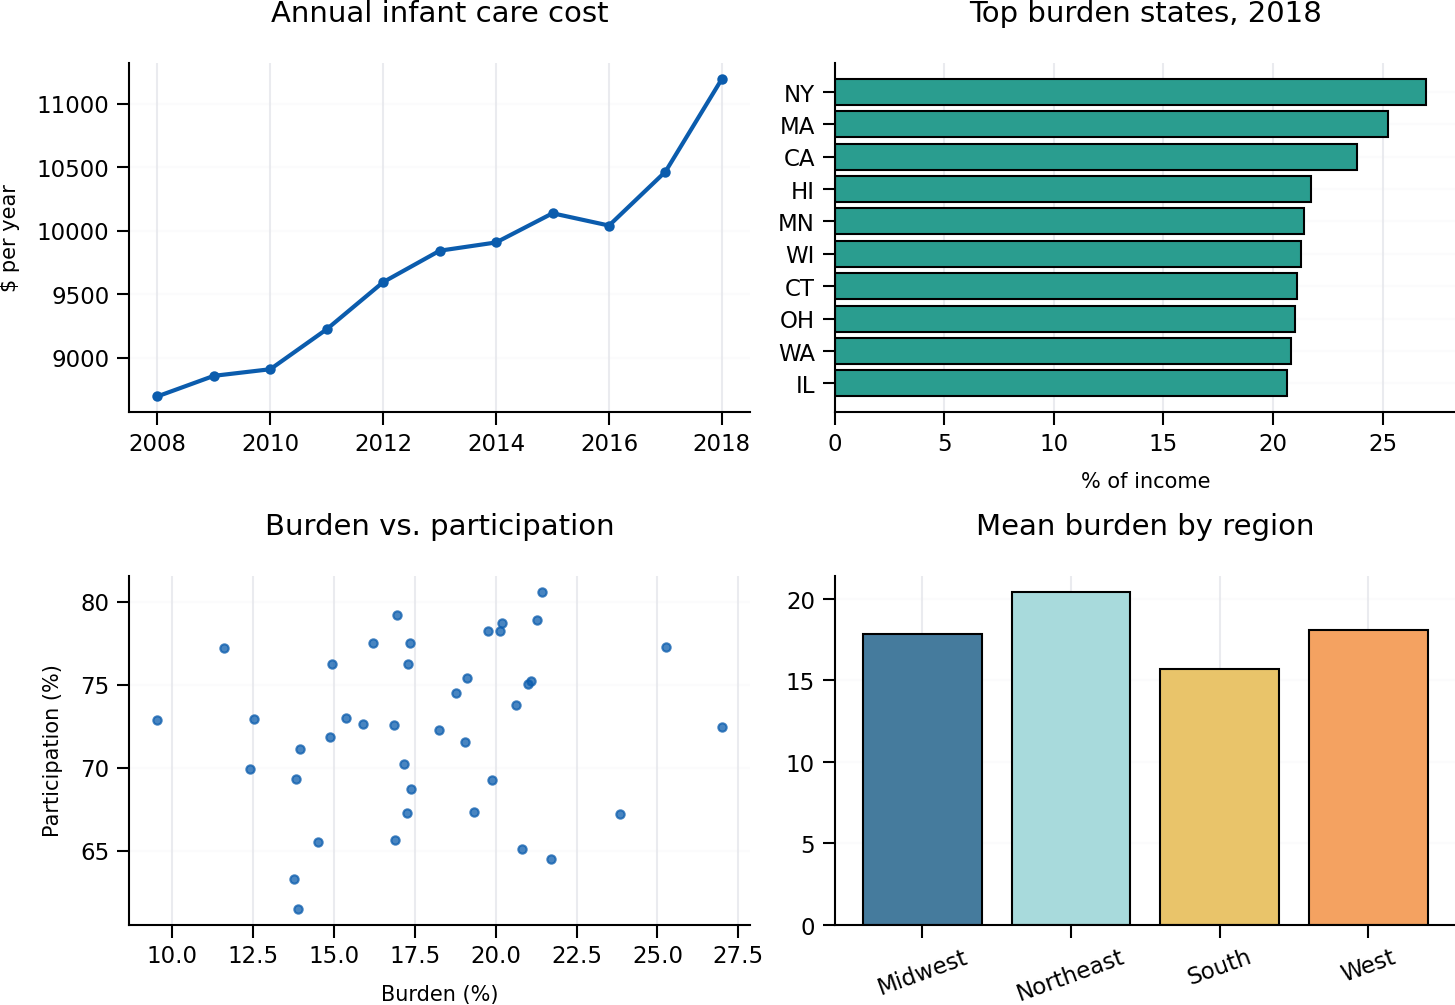 Annual infant care cost
$ per year
11000
10500
10000
9500
9000
2008 2010 2012 2014 2016 2018
Top burden states, 2018
NY
MA
CA
HI
MN
WI
CT
OH
WA
IL
0 5 10 15 20 25
% of income
Burden vs. participation
Participation (%)
80
75
70
65
10.0 12.5 15.0 17.5 20.0 22.5 25.0 27.5
Burden (%)
Mean burden by region
20
15
10
5
0
Midwest Northeast South West